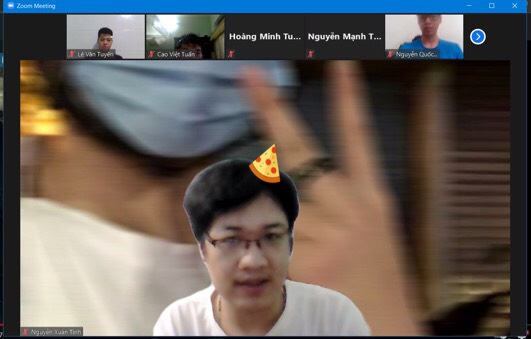 Zoom Meeting
Lê Văn Tuyến
Cao Việt Tuấn
Hoàng Minh Tu...
Nguyễn Mạnh T...
Nguyễn Quốc...
Nguyễn Xuân Tình